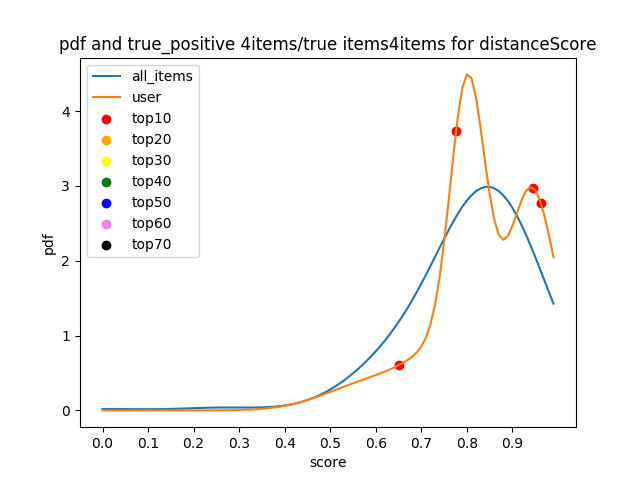 pdf and true_positive 4items/true items4items for distanceScore
all_items
user
top10
top20
top30
top40
top50
top60
top70
pdf
4
3
2
1
0
0.0 0.1 0.2 0.3 0.4 0.5 0.6 0.7 0.8 0.9
score